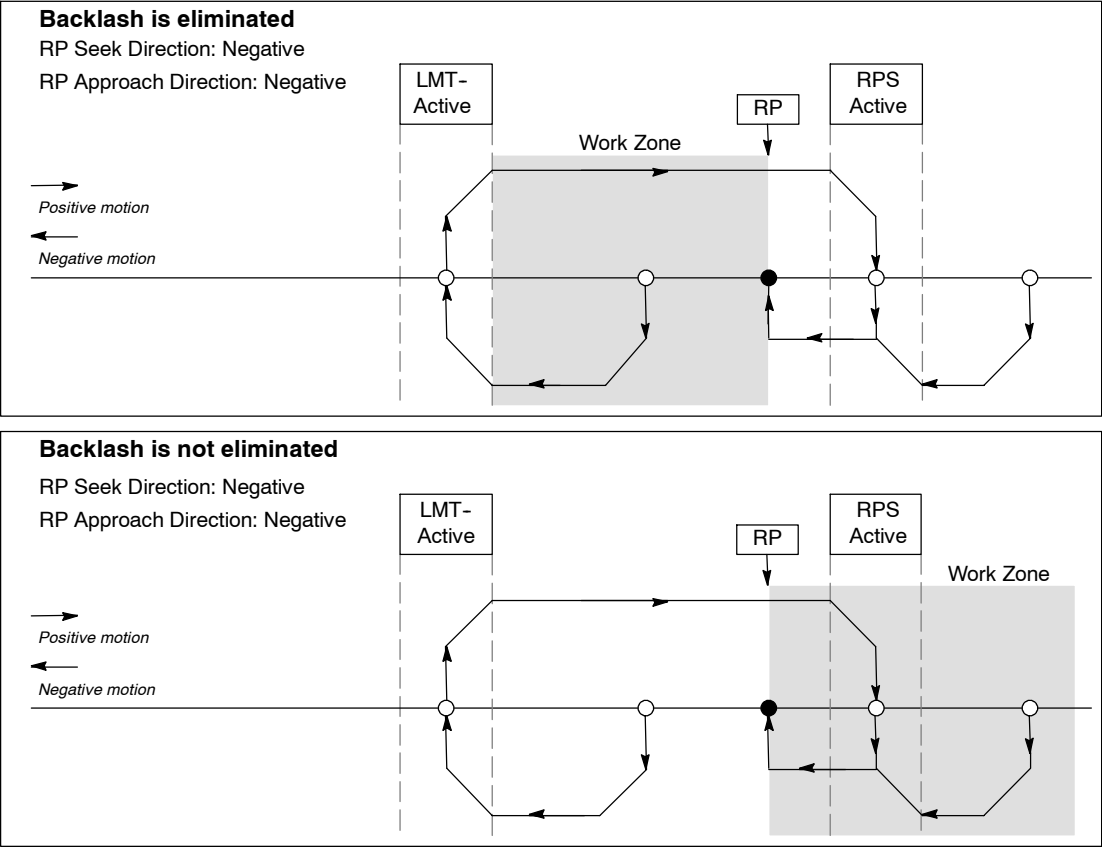 Backlash is eliminated
RP Seek Direction: Negative
RP Approach Direction: Negative
LMT-
Active
RP
RPS
Active
Work Zone
Positive motion
Negative motion
Backlash is not eliminated
RP Seek Direction: Negative
RP Approach Direction: Negative
LMT-
Active
RP
RPS
Active
Work Zone
Positive motion
Negative motion